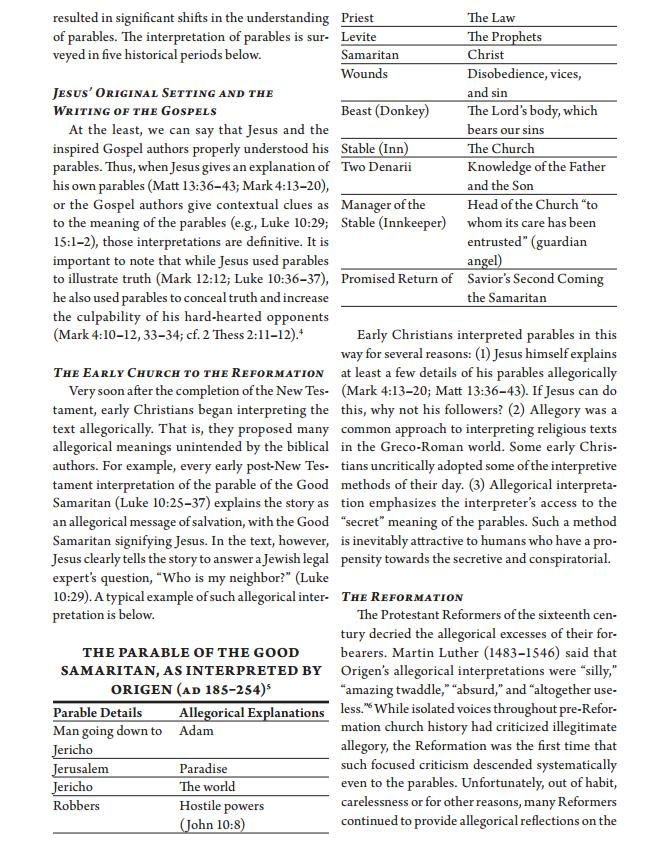 resulted in significant shifts in the understanding
of parables. The interpretation of parables is sur-
veyed in five historical periods below.
Jesus’ Original Setting and the
Writing of the Gospels
At the least, we can say that Jesus and the
inspired Gospel authors properly understood his
parables. Thus, when Jesus gives an explanation of
his own parables (Matt 13:36–43; Mark 4:13–20),
or the Gospel authors give contextual clues as
to the meaning of the parables (e.g., Luke 10:29;
15:1–2), those interpretations are definitive. It is
important to note that while Jesus used parables
to illustrate truth (Mark 12:12; Luke 10:36–37),
he also used parables to conceal truth and increase
the culpability of his hard-hearted opponents
(Mark 4:10–12, 33–34; cf. 2 Thess 2:11–12).⁴
The Early Church to the Reformation
Very soon after the completion of the New Tes-
tament, early Christians began interpreting the
text allegorically. That is, they proposed many
allegorical meanings unintended by the biblical
authors. For example, every early post-New Tes-
tament interpretation of the parable of the Good
Samaritan (Luke 10:25–37) explains the story as
an allegorical message of salvation, with the Good
Samaritan signifying Jesus. In the text, however,
Jesus clearly tells the story to answer a Jewish legal
expert’s question, “Who is my neighbor?” (Luke
10:29). A typical example of such allegorical inter-
pretation is below.
THE PARABLE OF THE GOOD
SAMARITAN, AS INTERPRETED BY
ORIGEN (AD 185–254)⁵
Parable Details Allegorical Explanations
Man going down to Adam
Jericho
Jerusalem Paradise
Jericho The world
Robbers Hostile powers
(John 10:8)
Priest The Law
Levite The Prophets
Samaritan Christ
Wounds Disobedience, vices,
and sin
Beast (Donkey) The Lord’s body, which
bears our sins
Stable (Inn) The Church
Two Denarii Knowledge of the Father
and the Son
Manager of the Head of the Church “to
Stable (Innkeeper) whom its care has been
entrusted” (guardian
angel)
Promised Return of Savior’s Second Coming
the Samaritan
Early Christians interpreted parables in this
way for several reasons: (1) Jesus himself explains
at least a few details of his parables allegorically
(Mark 4:13–20; Matt 13:36–43). If Jesus can do
this, why not his followers? (2) Allegory was a
common approach to interpreting religious texts
in the Greco-Roman world. Some early Chris-
tians uncritically adopted some of the interpretive
methods of their day. (3) Allegorical interpreta-
tion emphasizes the interpreter’s access to the
“secret” meaning of the parables. Such a method
is inevitably attractive to humans who have a pro-
pensity towards the secretive and conspiratorial.
The Reformation
The Protestant Reformers of the sixteenth cen-
tury decried the allegorical excesses of their for-
bearers. Martin Luther (1483–1546) said that
Origen’s allegorical interpretations were “silly,”
“amazing twaddle,” “absurd,” and “altogether use-
less.”⁶ While isolated voices throughout pre-Refor-
mation church history had criticized illegitimate
allegory, the Reformation was the first time that
such focused criticism descended systematically
even to the parables. Unfortunately, out of habit,
carelessness or for other reasons, many Reformers
continued to provide allegorical reflections on the